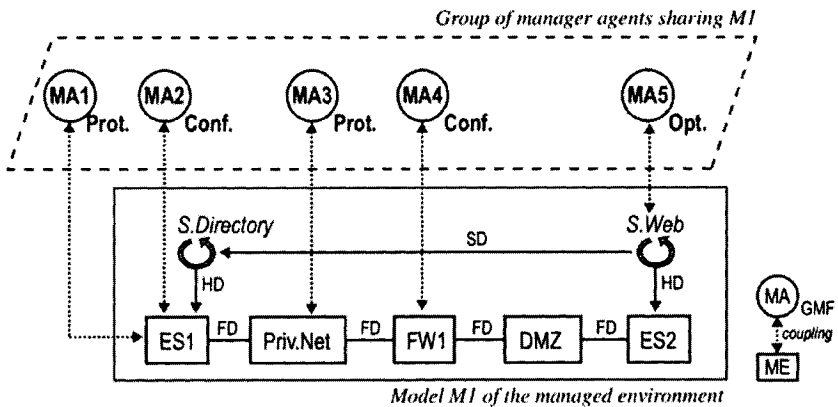 Group of manager agents sharing M1
MA1 MA2 MA3 MA4 MA5
Prot. Conf. Prot. Conf. Opt.
S.Directory SD S.Web
HD HD
MA GMF
coupling
ME
ES1 FD Priv.Net FD FW1 FD DMZ FD ES2
Model M1 of the managed environment